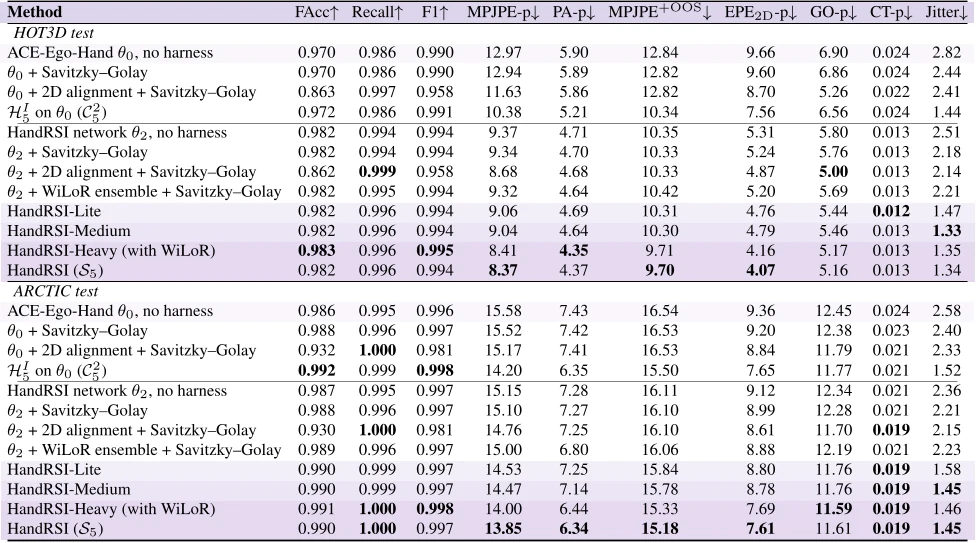 Method FAcc↑ Recall↑ F1↑ MPJPE-p↓ PA-p↓ MPJPE+OOS↓ EPE2D-p↓ GO-p↓ CT-p↓ Jitter↓
HOT3D test
ACE-Ego-Hand θ0, no harness 0.970 0.986 0.990 12.97 5.90 12.84 9.66 6.90 0.024 2.82
θ0 + Savitzky–Golay 0.970 0.986 0.990 12.94 5.89 12.82 9.60 6.86 0.024 2.44
θ0 + 2D alignment + Savitzky–Golay 0.863 0.997 0.958 11.63 5.86 12.82 8.70 5.26 0.022 2.41
ℋI5 on θ0 (𝒞25) 0.972 0.986 0.991 10.38 5.21 10.34 7.56 6.56 0.024 1.44
HandRSI network θ2, no harness 0.982 0.994 0.994 9.37 4.71 10.35 5.31 5.80 0.013 2.51
θ2 + Savitzky–Golay 0.982 0.994 0.994 9.34 4.70 10.33 5.24 5.76 0.013 2.18
θ2 + 2D alignment + Savitzky–Golay 0.862 0.999 0.958 8.68 4.68 10.33 4.87 5.00 0.013 2.14
θ2 + WiLoR ensemble + Savitzky–Golay 0.982 0.995 0.994 9.32 4.64 10.42 5.20 5.69 0.013 2.21
HandRSI-Lite 0.982 0.996 0.994 9.06 4.69 10.31 4.76 5.44 0.012 1.47
HandRSI-Medium 0.982 0.996 0.994 9.04 4.64 10.30 4.79 5.46 0.013 1.33
HandRSI-Heavy (with WiLoR) 0.983 0.996 0.995 8.41 4.35 9.71 4.16 5.17 0.013 1.35
HandRSI (𝒮5) 0.982 0.996 0.994 8.37 4.37 9.70 4.07 5.16 0.013 1.34
ARCTIC test
ACE-Ego-Hand θ0, no harness 0.986 0.995 0.996 15.58 7.43 16.54 9.36 12.45 0.024 2.58
θ0 + Savitzky–Golay 0.988 0.996 0.997 15.52 7.42 16.53 9.20 12.38 0.023 2.40
θ0 + 2D alignment + Savitzky–Golay 0.932 1.000 0.981 15.17 7.41 16.53 8.84 11.79 0.021 2.33
ℋI5 on θ0 (𝒞25) 0.992 0.999 0.998 14.20 6.35 15.50 7.65 11.77 0.021 1.52
HandRSI network θ2, no harness 0.987 0.995 0.997 15.15 7.28 16.11 9.12 12.34 0.021 2.36
θ2 + Savitzky–Golay 0.988 0.996 0.997 15.10 7.27 16.10 8.99 12.28 0.021 2.21
θ2 + 2D alignment + Savitzky–Golay 0.930 1.000 0.981 14.76 7.25 16.10 8.61 11.70 0.019 2.15
θ2 + WiLoR ensemble + Savitzky–Golay 0.989 0.996 0.997 15.00 6.80 16.06 8.88 12.19 0.021 2.23
HandRSI-Lite 0.990 0.999 0.997 14.53 7.25 15.84 8.80 11.76 0.019 1.58
HandRSI-Medium 0.990 0.999 0.997 14.47 7.14 15.78 8.78 11.76 0.019 1.45
HandRSI-Heavy (with WiLoR) 0.991 1.000 0.998 14.00 6.44 15.33 7.69 11.59 0.019 1.46
HandRSI (𝒮5) 0.990 1.000 0.997 13.85 6.34 15.18 7.61 11.61 0.019 1.45